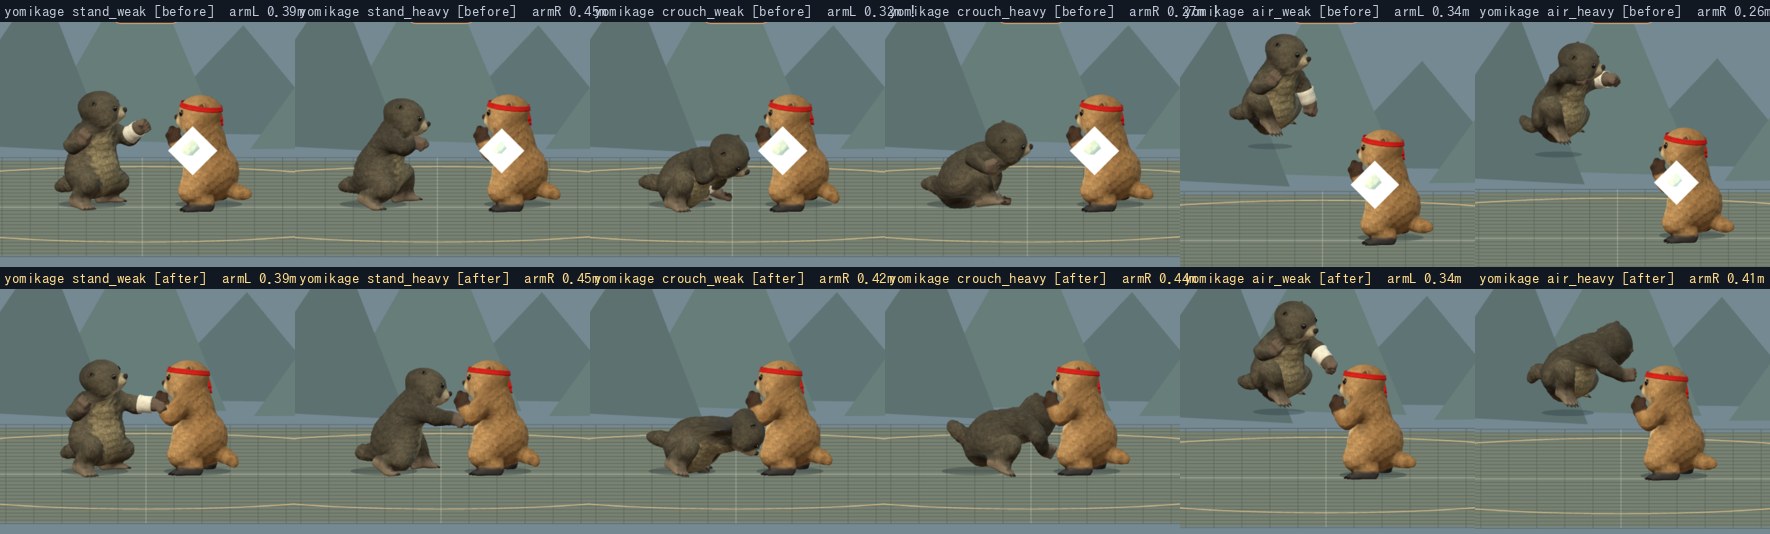 yomikage stand_weak [before] armL 0.39m
yomikage stand_heavy [before] armR 0.45m
yomikage crouch_weak [before] armL 0.32m !
yomikage crouch_heavy [before] armR 0.27m !
yomikage air_weak [before] armL 0.34m
yomikage air_heavy [before] armR 0.26m
yomikage stand_weak [after] armL 0.39m
yomikage stand_heavy [after] armR 0.45m
yomikage crouch_weak [after] armR 0.42m
yomikage crouch_heavy [after] armR 0.44m
yomikage air_weak [after] armL 0.34m
yomikage air_heavy [after] armR 0.41m